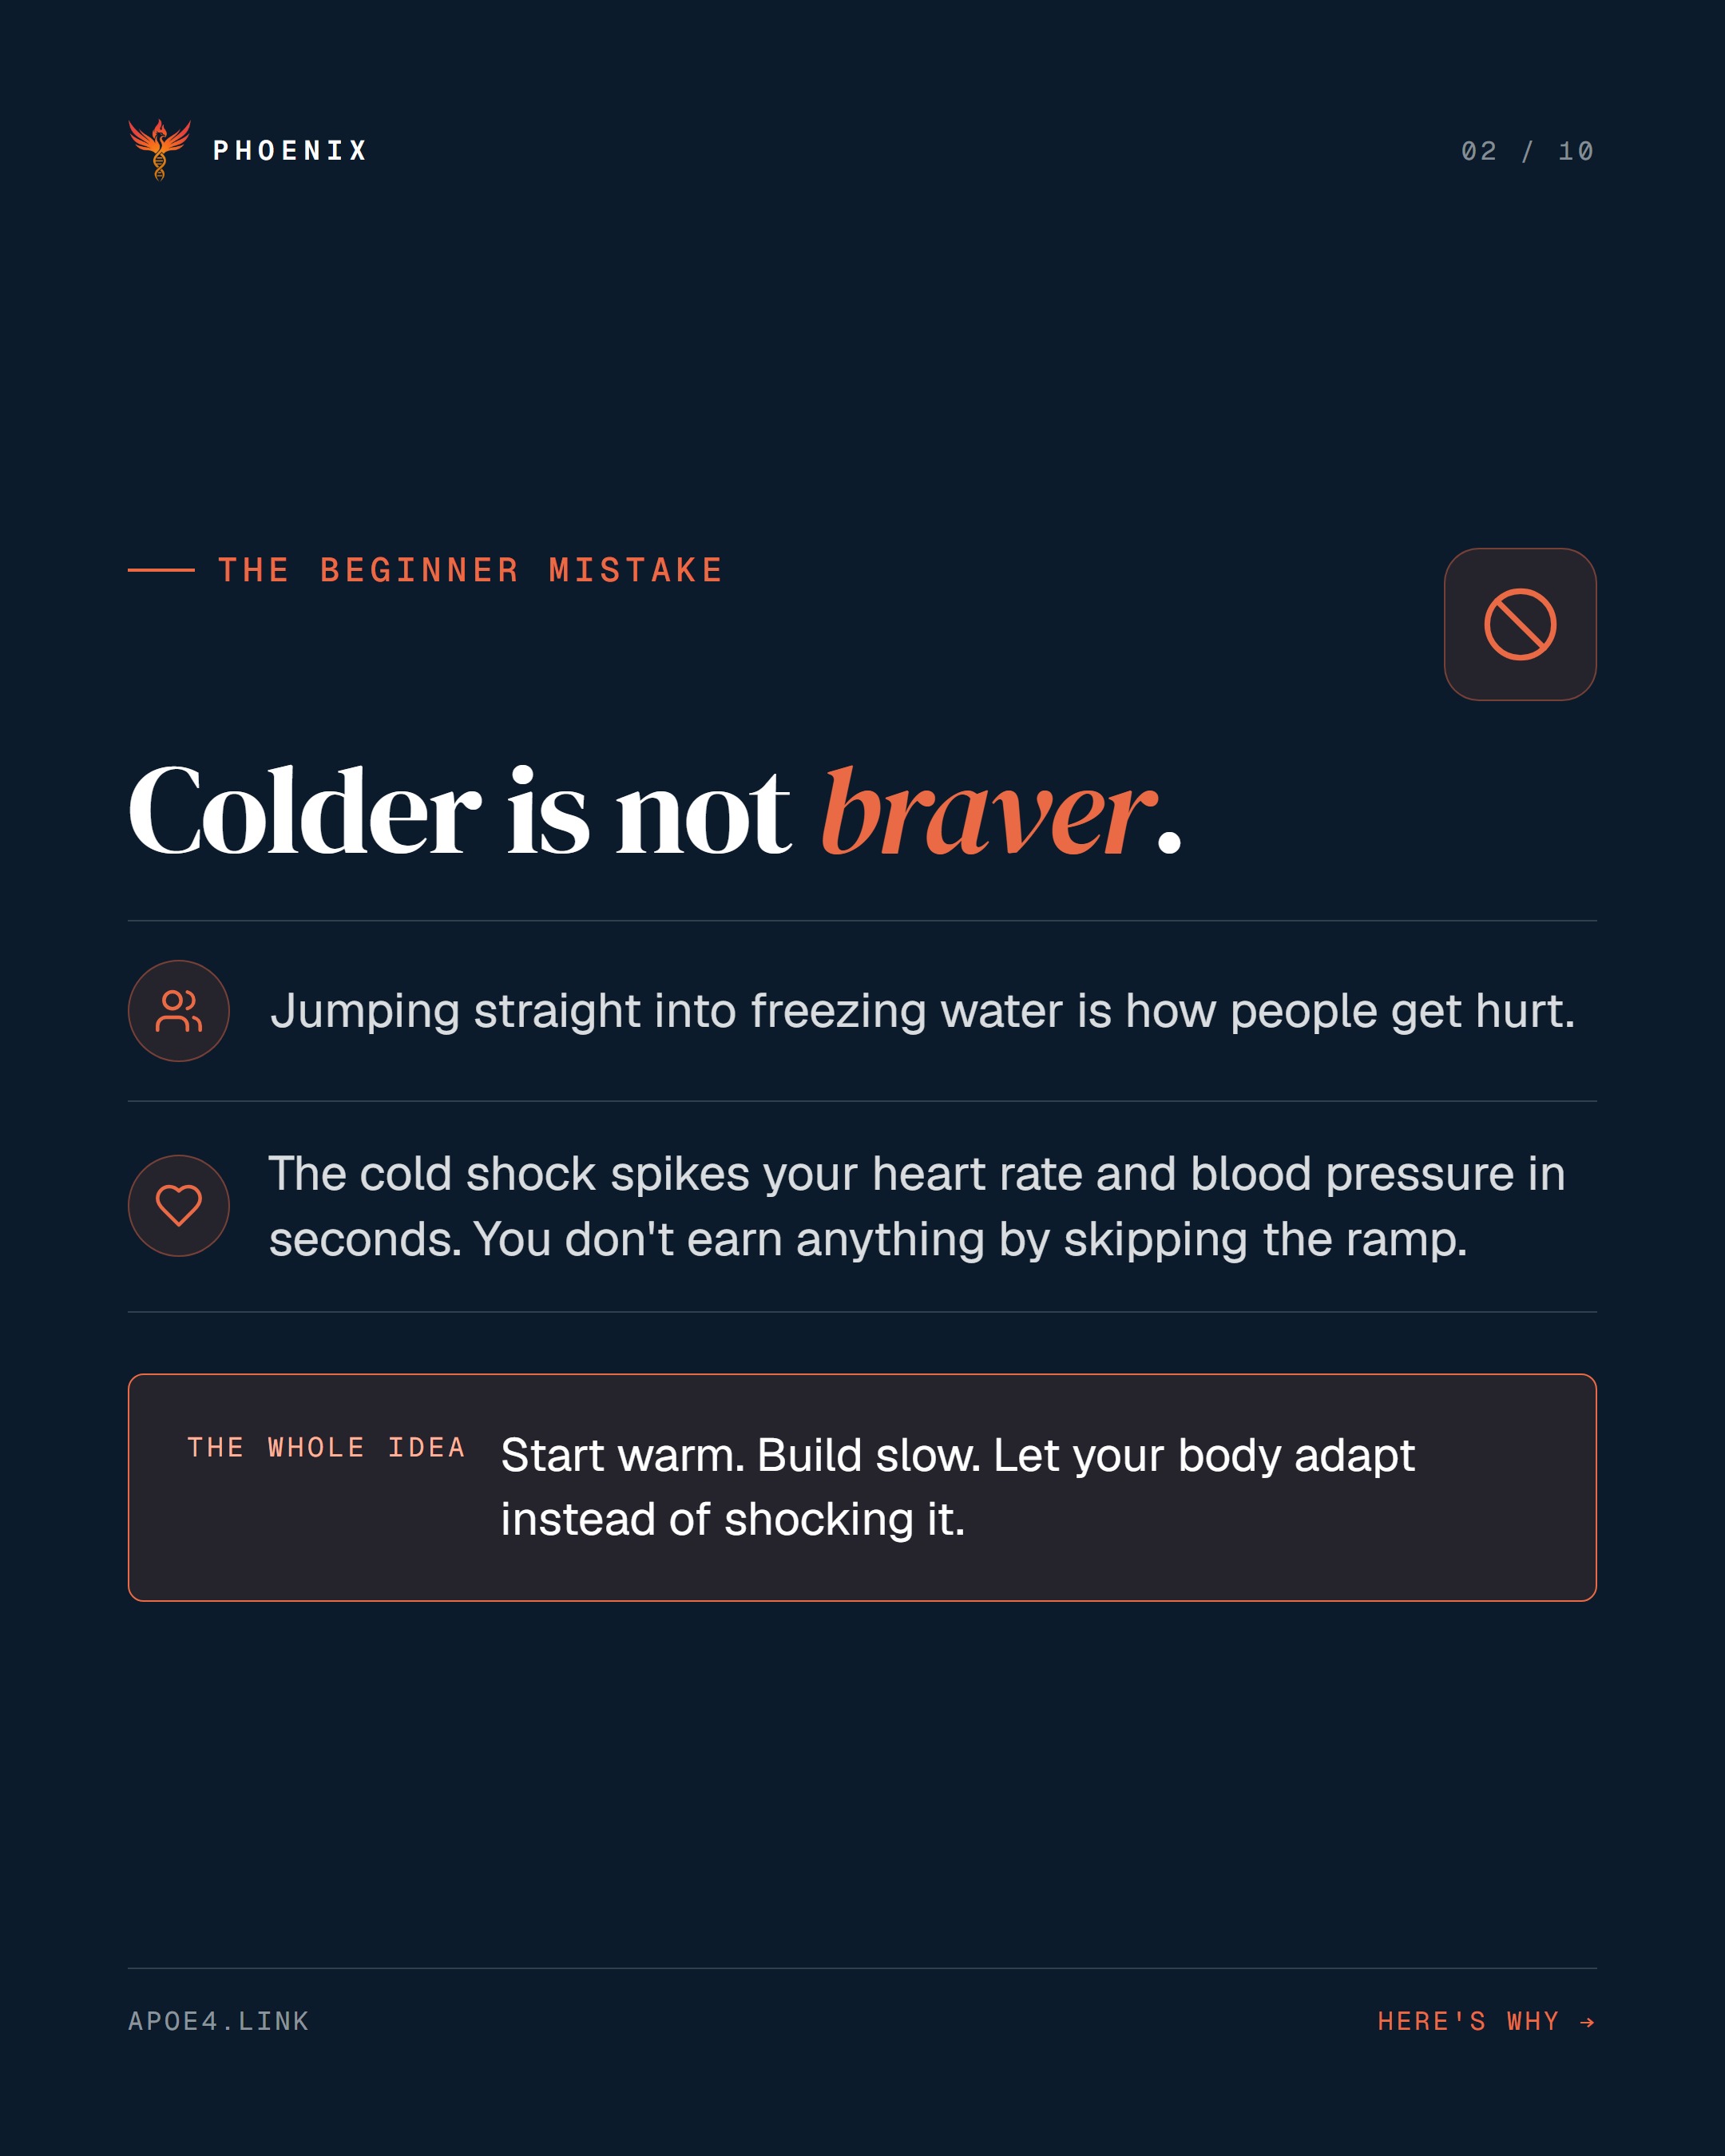 PHOENIX
02 / 10
THE BEGINNER MISTAKE
Colder is not braver.
Jumping straight into freezing water is how people get hurt.
The cold shock spikes your heart rate and blood pressure in
seconds. You don't earn anything by skipping the ramp.
THE WHOLE IDEA
Start warm. Build slow. Let your body adapt
instead of shocking it.
APOE4.LINK
HERE'S WHY →